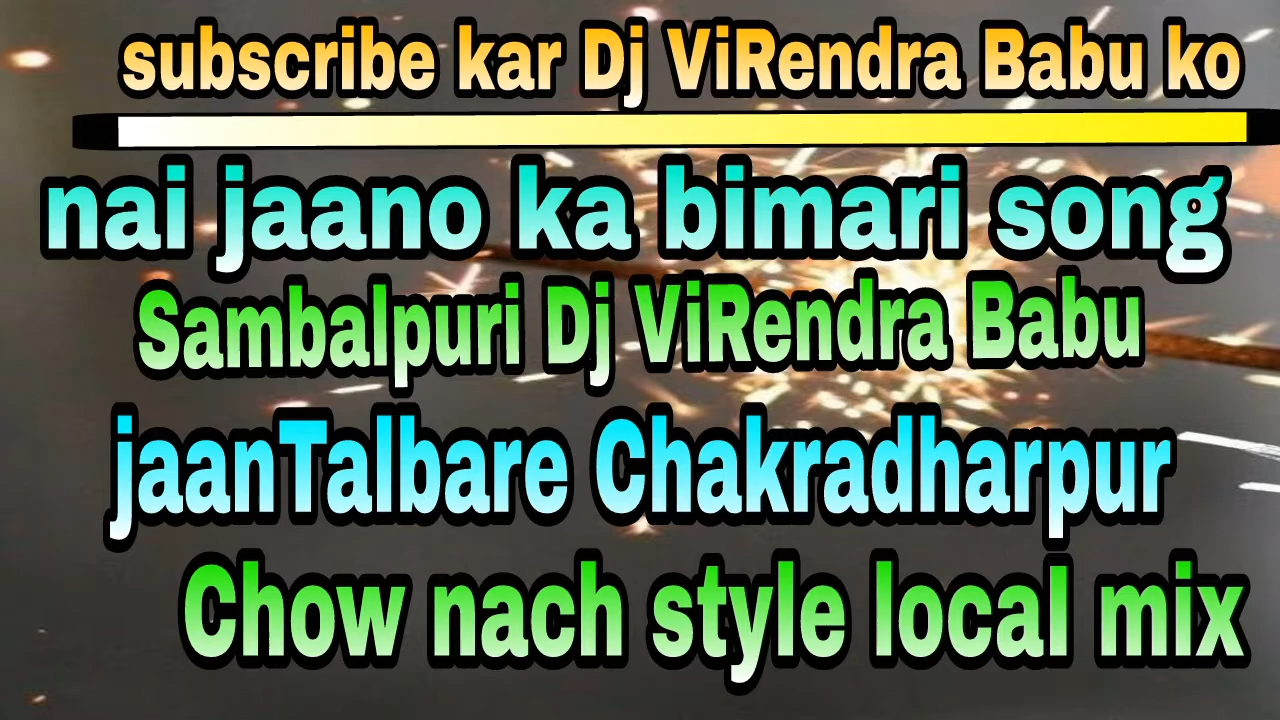 subscribe kar Dj ViRendra Babu ko
nai jaano ka bimari song
Sambalpuri Dj ViRendra Babu
jaanTalbare Chakradharpur
Chow nach style local mix